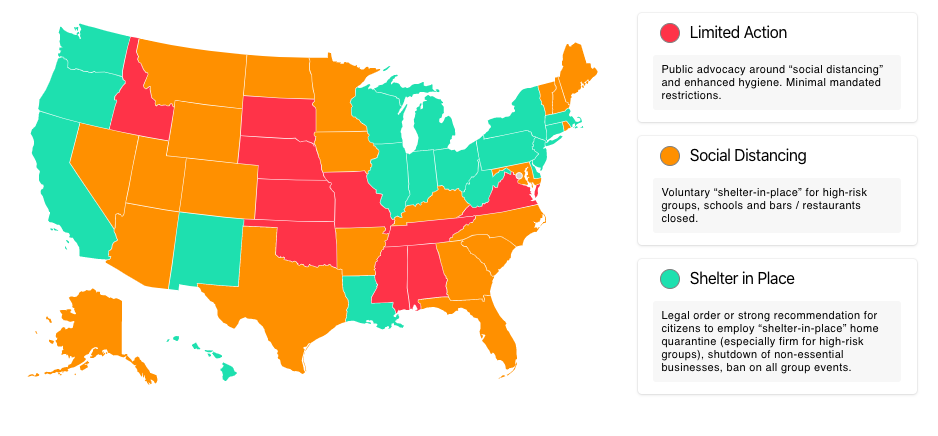 Limited Action
Public advocacy around “social distancing”
and enhanced hygiene. Minimal mandated
restrictions.
Social Distancing
Voluntary “shelter-in-place” for high-risk
groups, schools and bars / restaurants
closed.
Shelter in Place
Legal order or strong recommendation for
citizens to employ “shelter-in-place” home
quarantine (especially firm for high-risk
groups), shutdown of non-essential
businesses, ban on all group events.